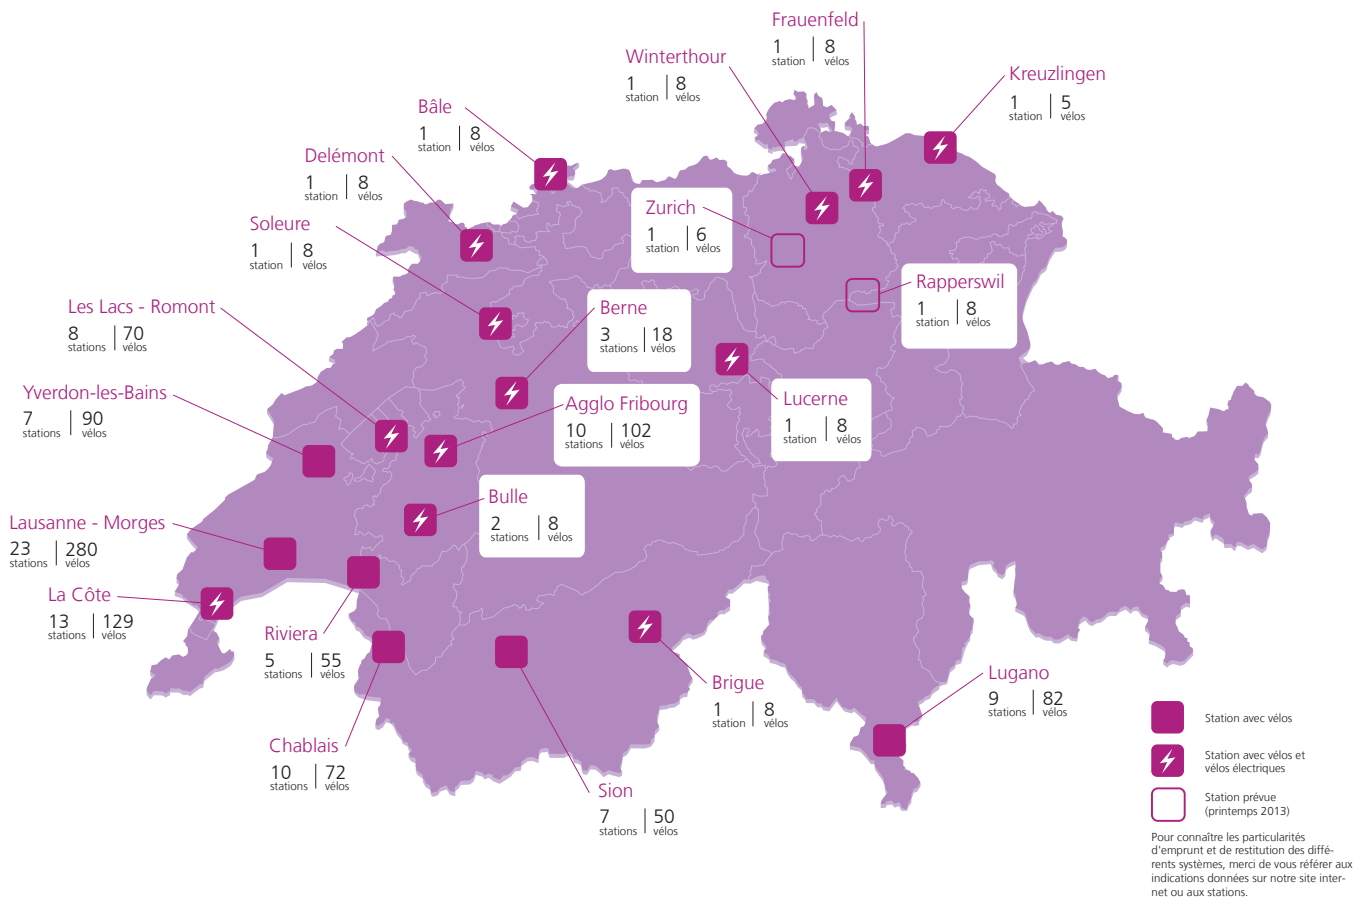 Frauenfeld
1 | 8
station vélos
Winterthour
1 | 8
station vélos
Kreuzlingen
1 | 5
station vélos
Bâle
1 | 8
station vélos
Delémont
1 | 8
station vélos
Soleure
1 | 8
station vélos
Zurich
1 | 6
station vélos
Rapperswil
1 | 8
station vélos
Les Lacs - Romont
8 | 70
stations vélos
Berne
3 | 18
stations vélos
Yverdon-les-Bains
7 | 90
stations vélos
Agglo Fribourg
10 | 102
stations vélos
Lucerne
1 | 8
station vélos
Bulle
2 | 8
stations vélos
Lausanne - Morges
23 | 280
stations vélos
La Côte
13 | 129
stations vélos
Riviera
5 | 55
stations vélos
Brigue
1 | 8
station vélos
Lugano
9 | 82
stations vélos
Chablais
10 | 72
stations vélos
Sion
7 | 50
stations vélos
Station avec vélos
Station avec vélos et
vélos électriques
Station prévue
(printemps 2013)
Pour connaître les particularités
d'emprunt et de restitution des diffé-
rents systèmes, merci de vous référer aux
indications données sur notre site inter-
net ou aux stations.